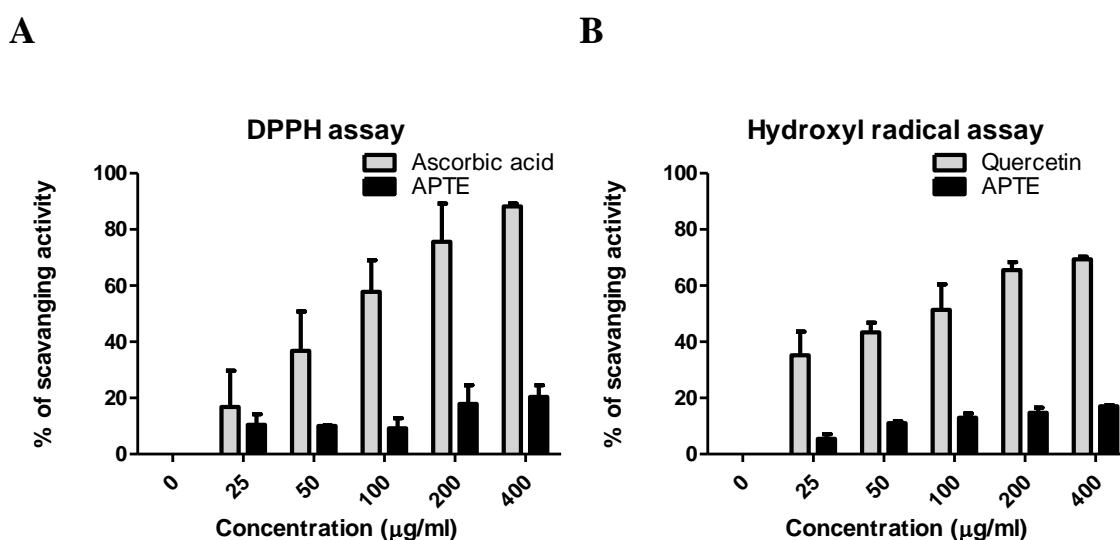 A
B
DPPH assay
Ascorbic acid
APTE
% of scavanging activity
100
80
60
40
20
0
0
25
50
100
200
400
Concentration (μg/ml)
Hydroxyl radical assay
Quercetin
APTE
% of scavanging activity
100
80
60
40
20
0
0
25
50
100
200
400
Concentration (μg/ml)